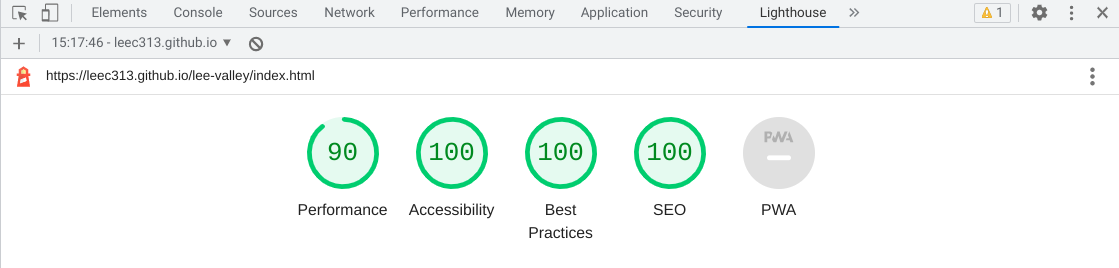 Elements Console Sources Network Performance Memory Application Security Lighthouse 1
15:17:46 - leec313.github.io
https://leec313.github.io/lee-valley/index.html
90 100 100 100 PWA
Performance Accessibility Best Practices SEO PWA